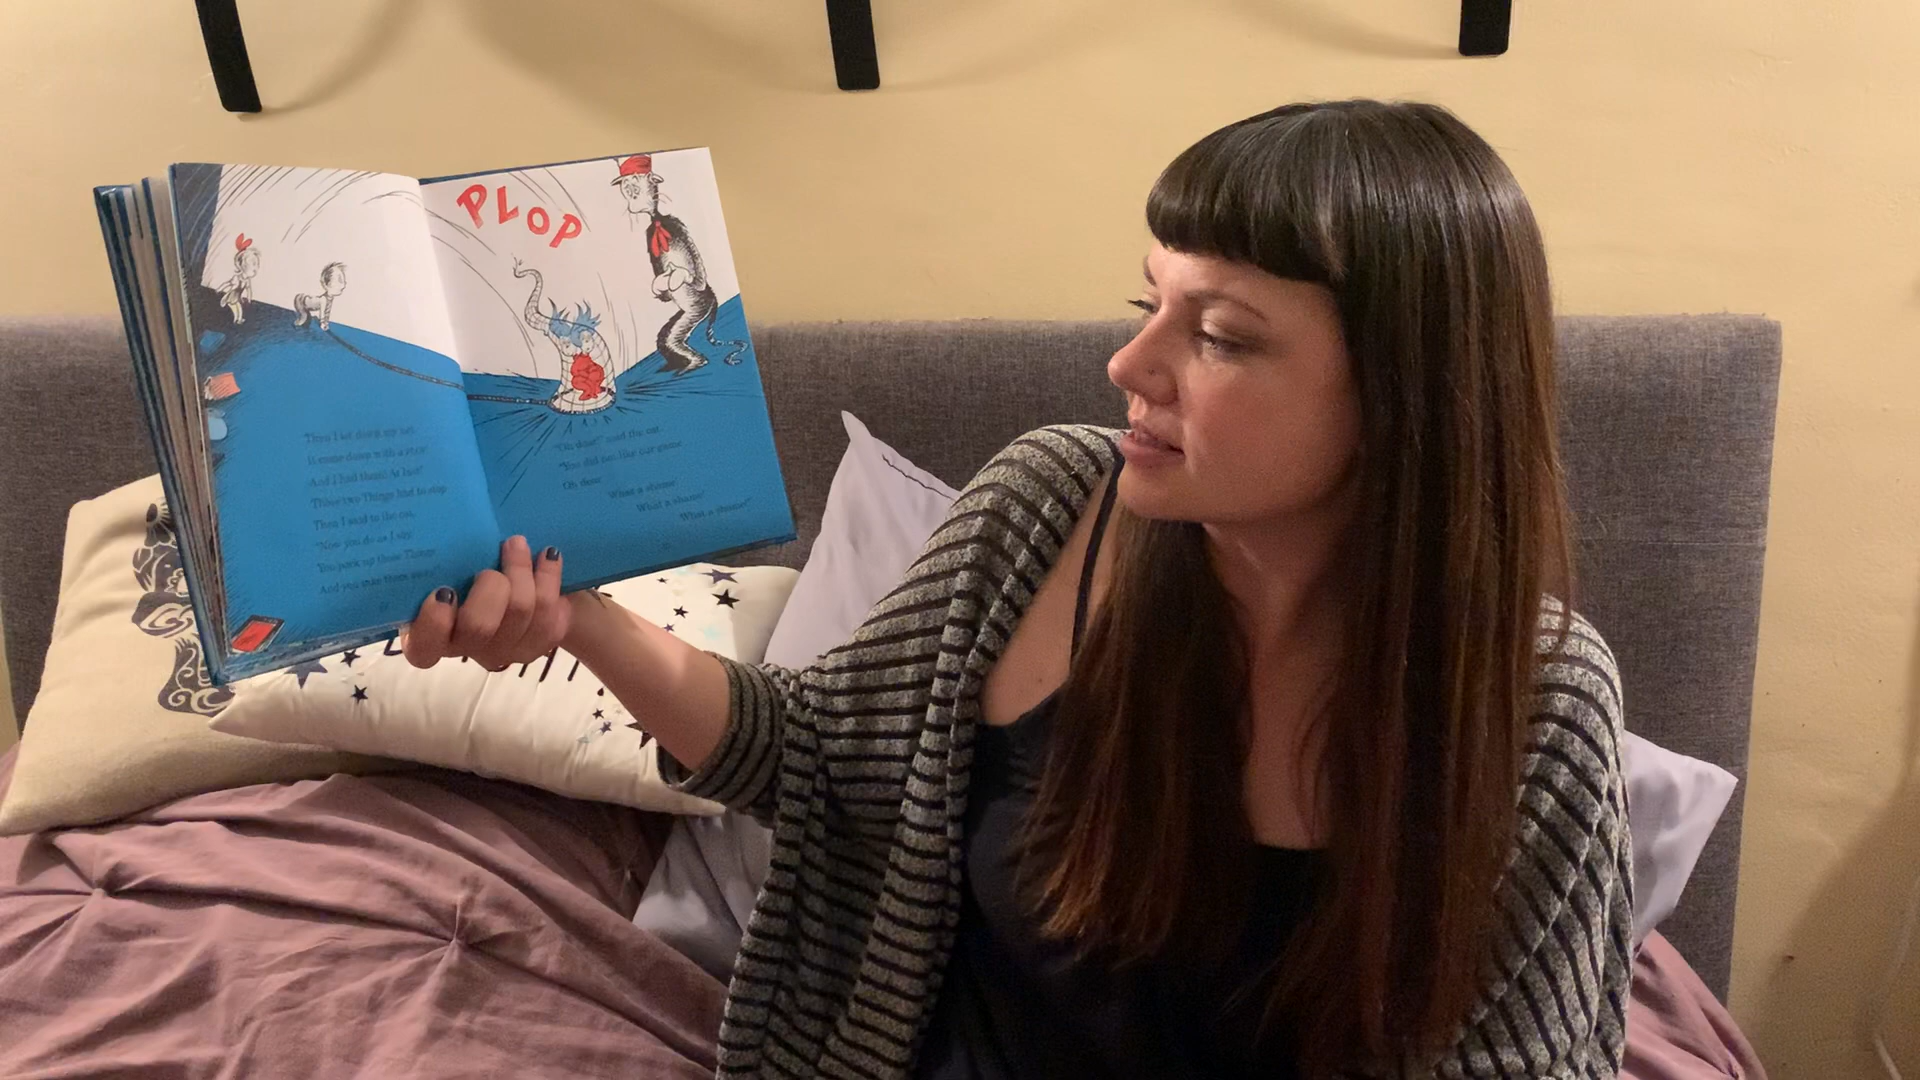 PLOP
Then I let down my net.
It came down with a PLOP!
And I had them! At last!
Those two Things had to stop.
Then I said to the cat,
"Now you do as I say.
You pack up those Things
And you take them away!"
"Oh dear!" said the cat.
"You did not like our game . . .
Oh dear.
What a shame!
What a shame!
What a shame!"